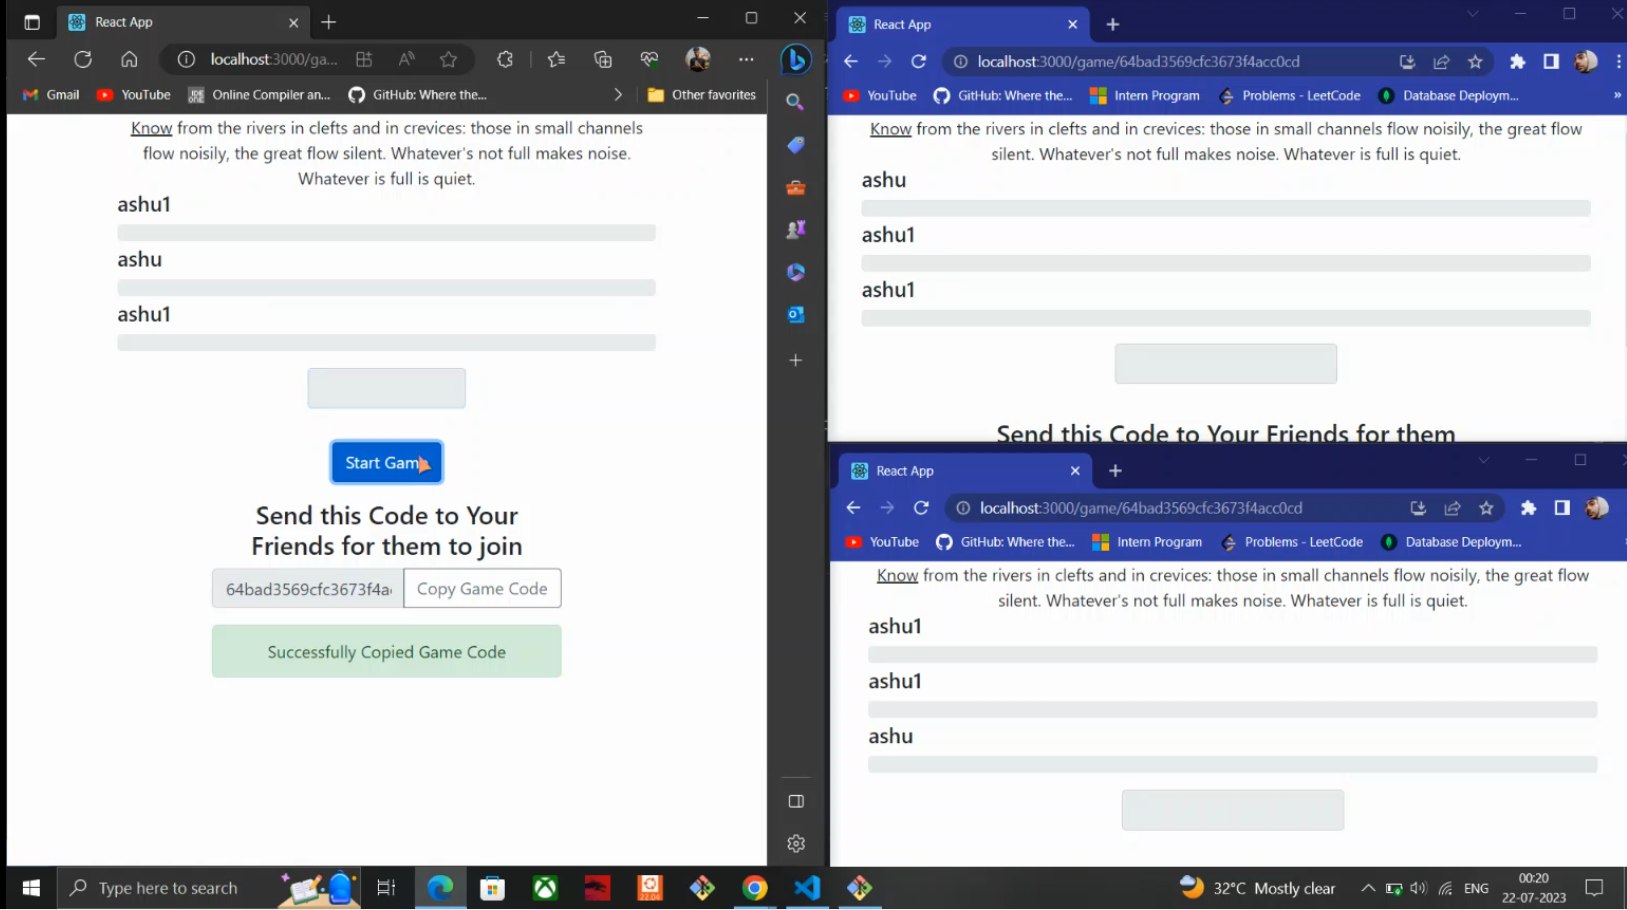 React App
localhost:3000/ga...
Gmail
YouTube
Online Compiler an...
GitHub: Where the...
Other favorites
Know from the rivers in clefts and in crevices: those in small channels
flow noisily, the great flow silent. Whatever's not full makes noise.
Whatever is full is quiet.
ashu1
ashu
ashu1
Start Gam
Send this Code to Your
Friends for them to join
64bad3569cfc3673f4a
Copy Game Code
Successfully Copied Game Code
React App
localhost:3000/game/64bad3569cfc3673f4acc0cd
YouTube
GitHub: Where the...
Intern Program
Problems - LeetCode
Database Deploym...
Know from the rivers in clefts and in crevices: those in small channels flow noisily, the great flow
silent. Whatever's not full makes noise. Whatever is full is quiet.
ashu
ashu1
ashu1
Send this Code to Your Friends for them
React App
localhost:3000/game/64bad3569cfc3673f4acc0cd
YouTube
GitHub: Where the...
Intern Program
Problems - LeetCode
Database Deploym...
Know from the rivers in clefts and in crevices: those in small channels flow noisily, the great flow
silent. Whatever's not full makes noise. Whatever is full is quiet.
ashu1
ashu1
ashu
Type here to search
22.04
32°C Mostly clear
ENG
00:20
22-07-2023